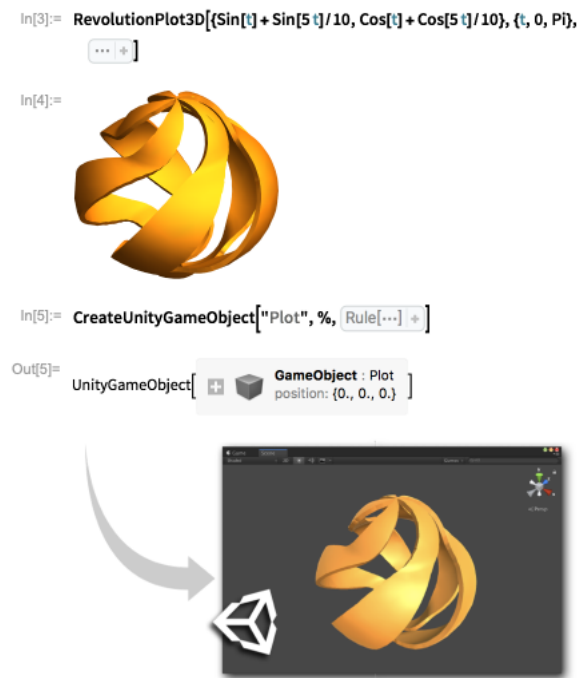 In[3]:= RevolutionPlot3D[{Sin[t] + Sin[5 t] / 10, Cos[t] + Cos[5 t] / 10}, {t, 0, Pi},
⋯ +]
In[4]:=
In[5]:= CreateUnityGameObject["Plot", %, Rule[⋯] +]
Out[5]=
UnityGameObject[ + GameObject : Plot
position: {0., 0., 0.} ]